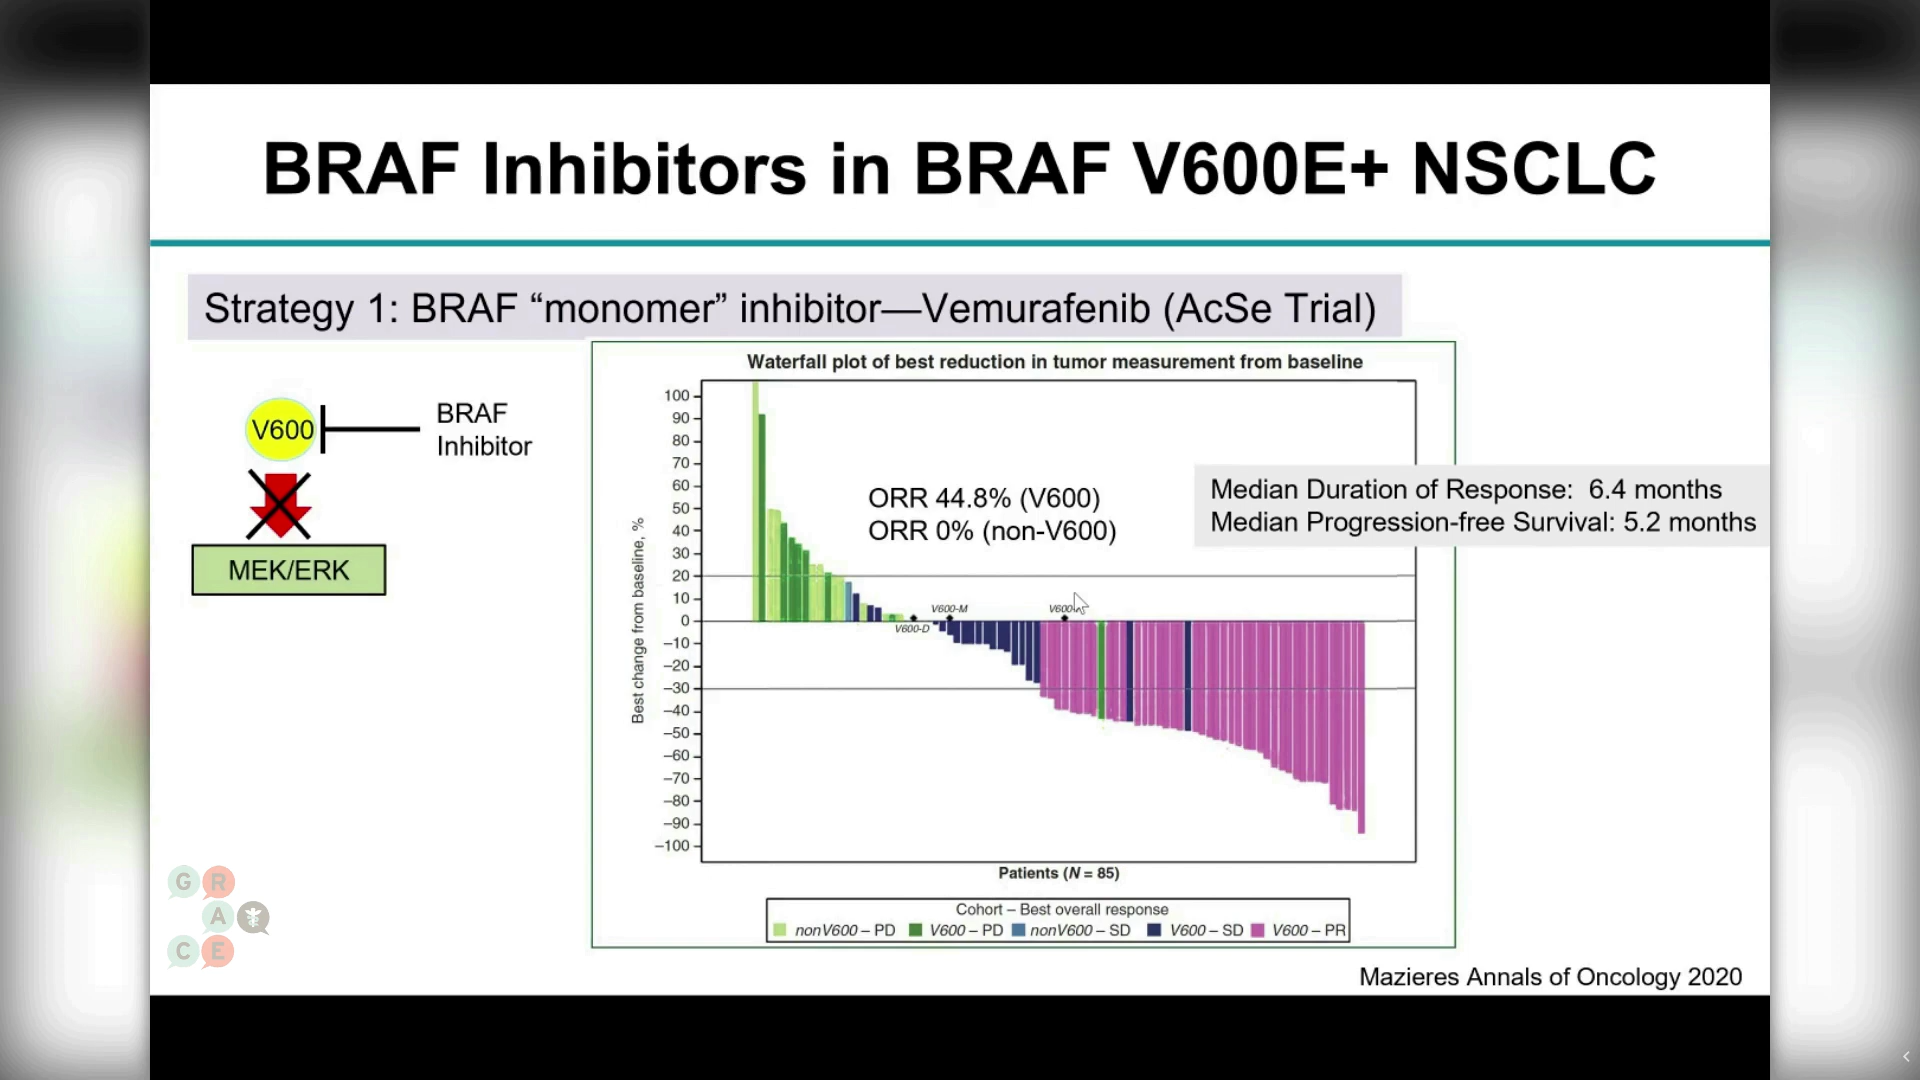 BRAF Inhibitors in BRAF V600E+ NSCLC
Strategy 1: BRAF “monomer” inhibitor—Vemurafenib (AcSe Trial)
V600
BRAF
Inhibitor
MEK/ERK
Waterfall plot of best reduction in tumor measurement from baseline
Best change from baseline, %
100
90
80
70
60
50
40
30
20
10
0
–10
–20
–30
–40
–50
–60
–70
–80
–90
–100
ORR 44.8% (V600)
ORR 0% (non-V600)
Median Duration of Response: 6.4 months
Median Progression-free Survival: 5.2 months
V600-M
V600-D
Patients (N = 85)
Cohort – Best overall response
nonV600 – PD V600 – PD nonV600 – SD V600 – SD V600 – PR
G R
A
C E
Mazieres Annals of Oncology 2020